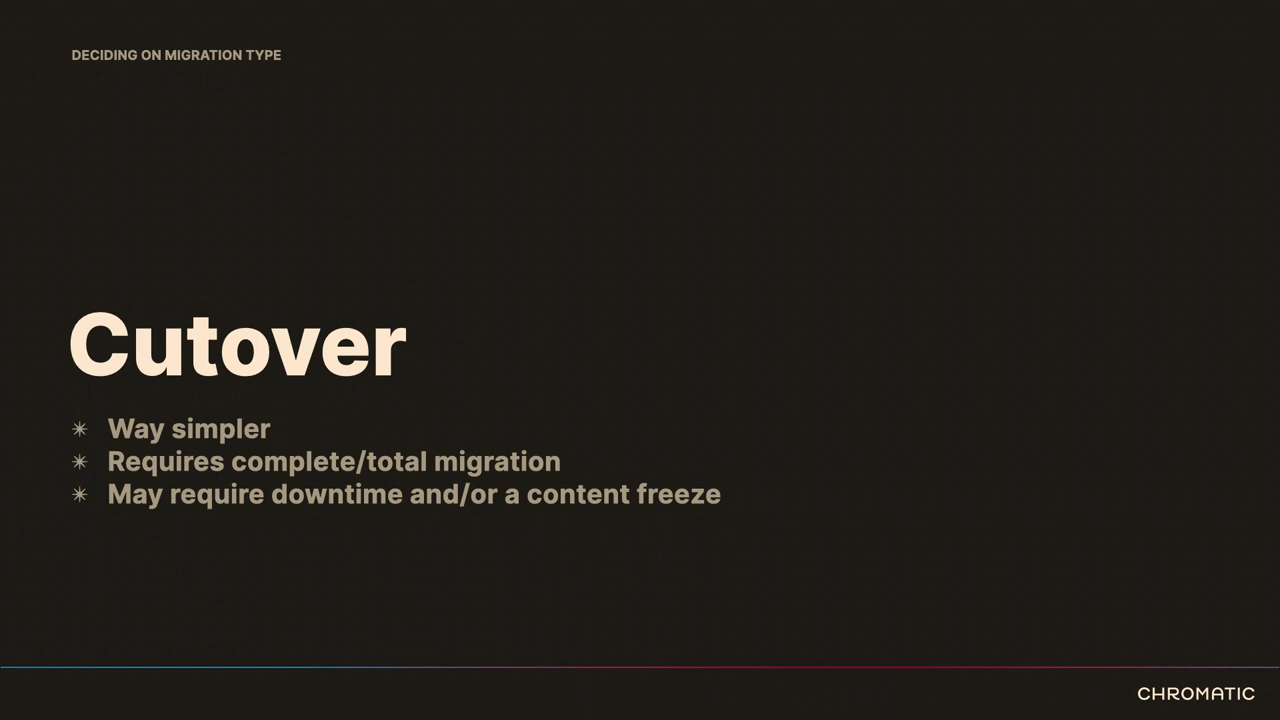 DECIDING ON MIGRATION TYPE
Cutover
✴ Way simpler
✴ Requires complete/total migration
✴ May require downtime and/or a content freeze
CHROMATIC